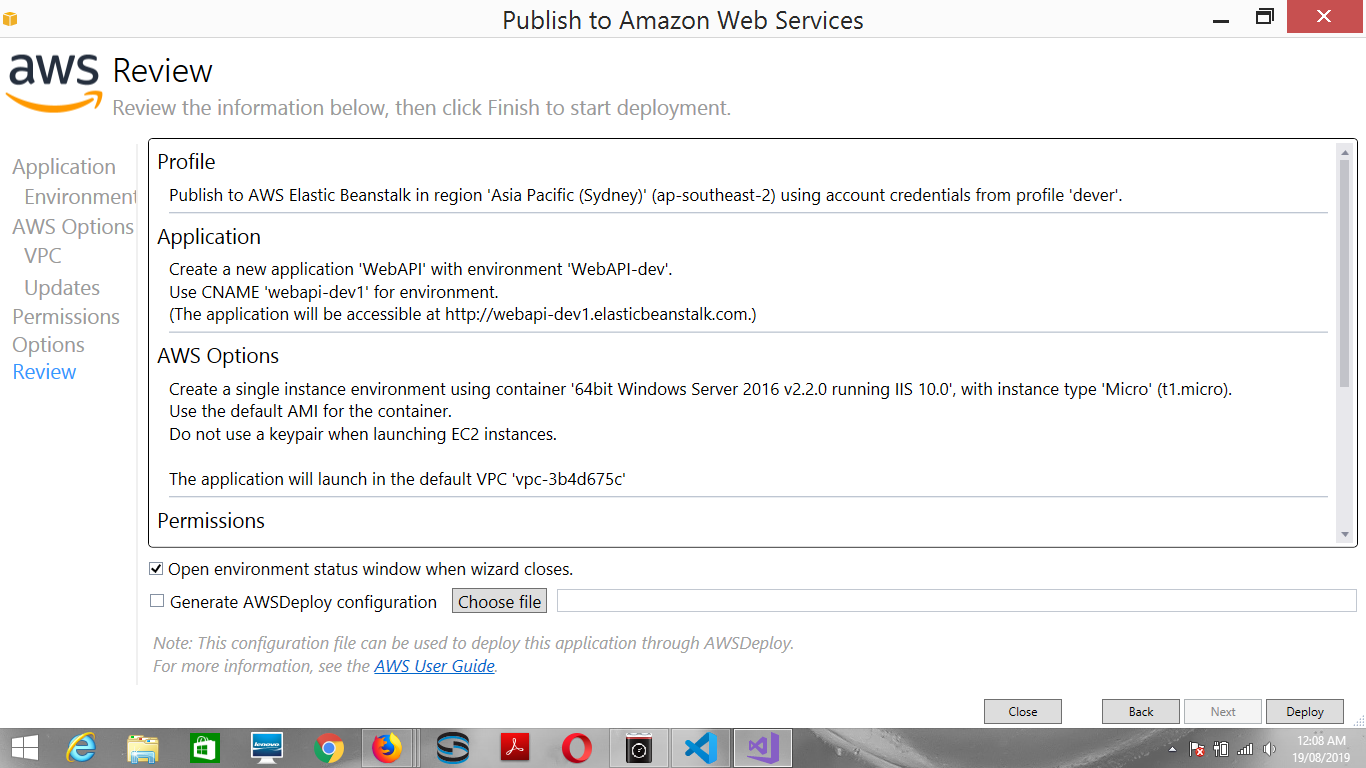 Publish to Amazon Web Services
aws
Review
Review the information below, then click Finish to start deployment.
Application
Environment
AWS Options
VPC
Updates
Permissions
Options
Review
Profile
Publish to AWS Elastic Beanstalk in region 'Asia Pacific (Sydney)' (ap-southeast-2) using account credentials from profile 'dever'.
Application
Create a new application 'WebAPI' with environment 'WebAPI-dev'.
Use CNAME 'webapi-dev1' for environment.
(The application will be accessible at http://webapi-dev1.elasticbeanstalk.com.)
AWS Options
Create a single instance environment using container '64bit Windows Server 2016 v2.2.0 running IIS 10.0', with instance type 'Micro' (t1.micro).
Use the default AMI for the container.
Do not use a keypair when launching EC2 instances.
The application will launch in the default VPC 'vpc-3b4d675c'
Permissions
Open environment status window when wizard closes.
Generate AWSDeploy configuration
Choose file
Note: This configuration file can be used to deploy this application through AWSDeploy.
For more information, see the AWS User Guide.
Close
Back
Next
Deploy
lenovo
12:08 AM
19/08/2019